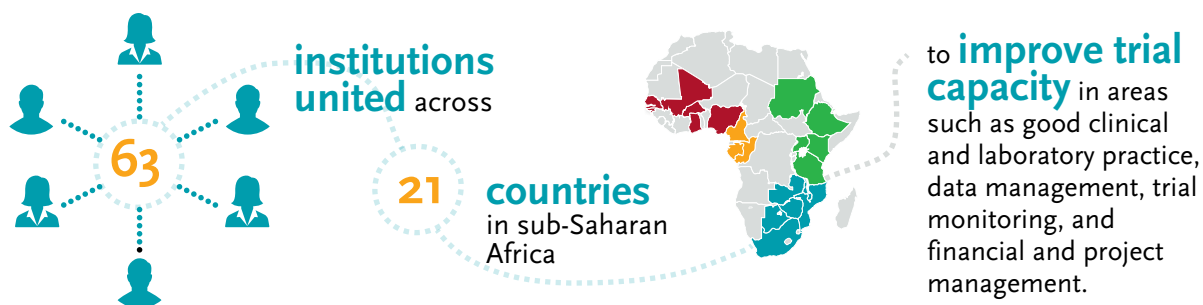 63
institutions
united across
21
countries
in sub-Saharan
Africa
to improve trial
capacity in areas
such as good clinical
and laboratory practice,
data management, trial
monitoring, and
financial and project
management.